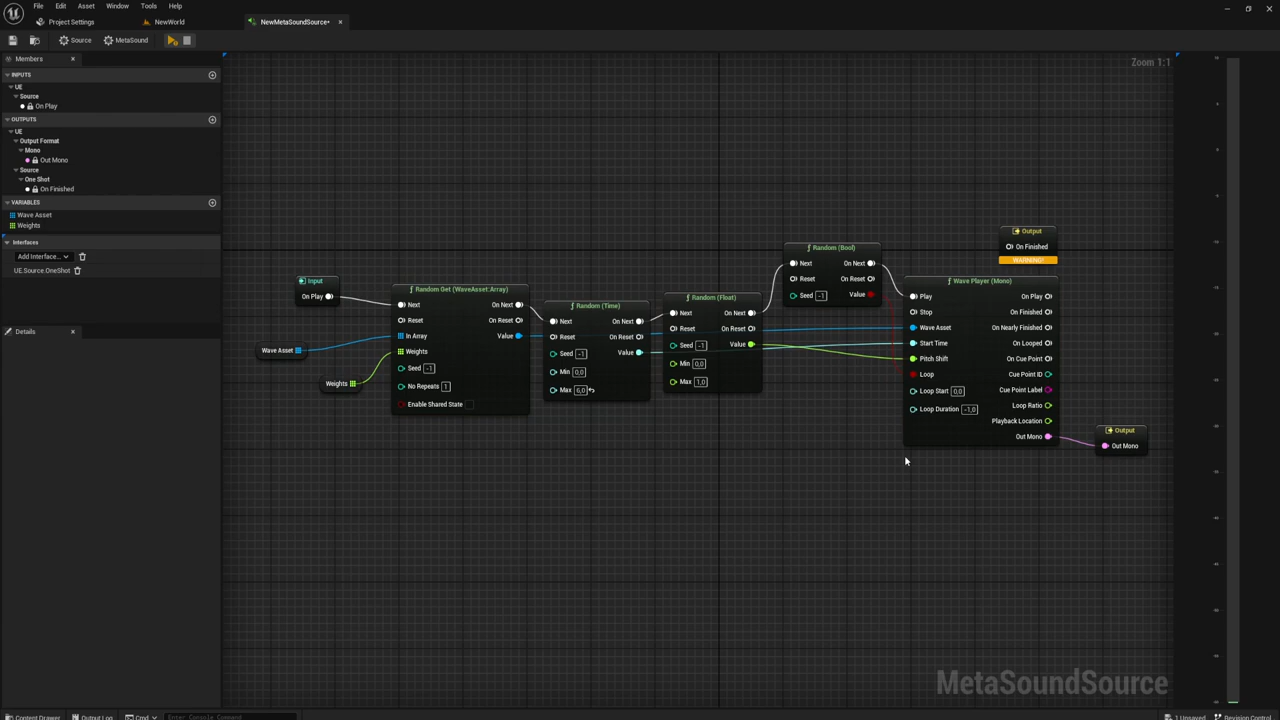 File Edit Asset Window Tools Help
Project Settings NewWorld NewMetaSoundSource•
Source MetaSound
Members
INPUTS
UE
Source
On Play
OUTPUTS
UE
Output Format
Mono
Out Mono
Source
One Shot
On Finished
VARIABLES
Wave Asset
Weights
Interfaces
Add Interface...
UE.Source.OneShot
Details
Zoom 1:1
Input
On Play
Wave Asset
Weights
Random Get (WaveAsset:Array)
Next On Next
Reset On Reset
In Array Value
Weights
Seed -1
No Repeats 1
Enable Shared State
Random (Time)
Next On Next
Reset On Reset
Seed -1 Value
Min 0,0
Max 6,0
Random (Float)
Next On Next
Reset On Reset
Seed -1 Value
Min 0,0
Max 1,0
Random (Bool)
Next On Next
Reset On Reset
Seed -1 Value
Output
On Finished
WARNING!
Wave Player (Mono)
Play On Play
Stop On Finished
Wave Asset On Nearly Finished
Start Time On Looped
Pitch Shift On Cue Point
Loop Cue Point ID
Loop Start 0,0 Cue Point Label
Loop Duration -1,0 Loop Ratio
Playback Location
Out Mono
Output
Out Mono
MetaSoundSource
Content Drawer Output Log Cmd Enter Console Command
1 Unsaved Revision Control